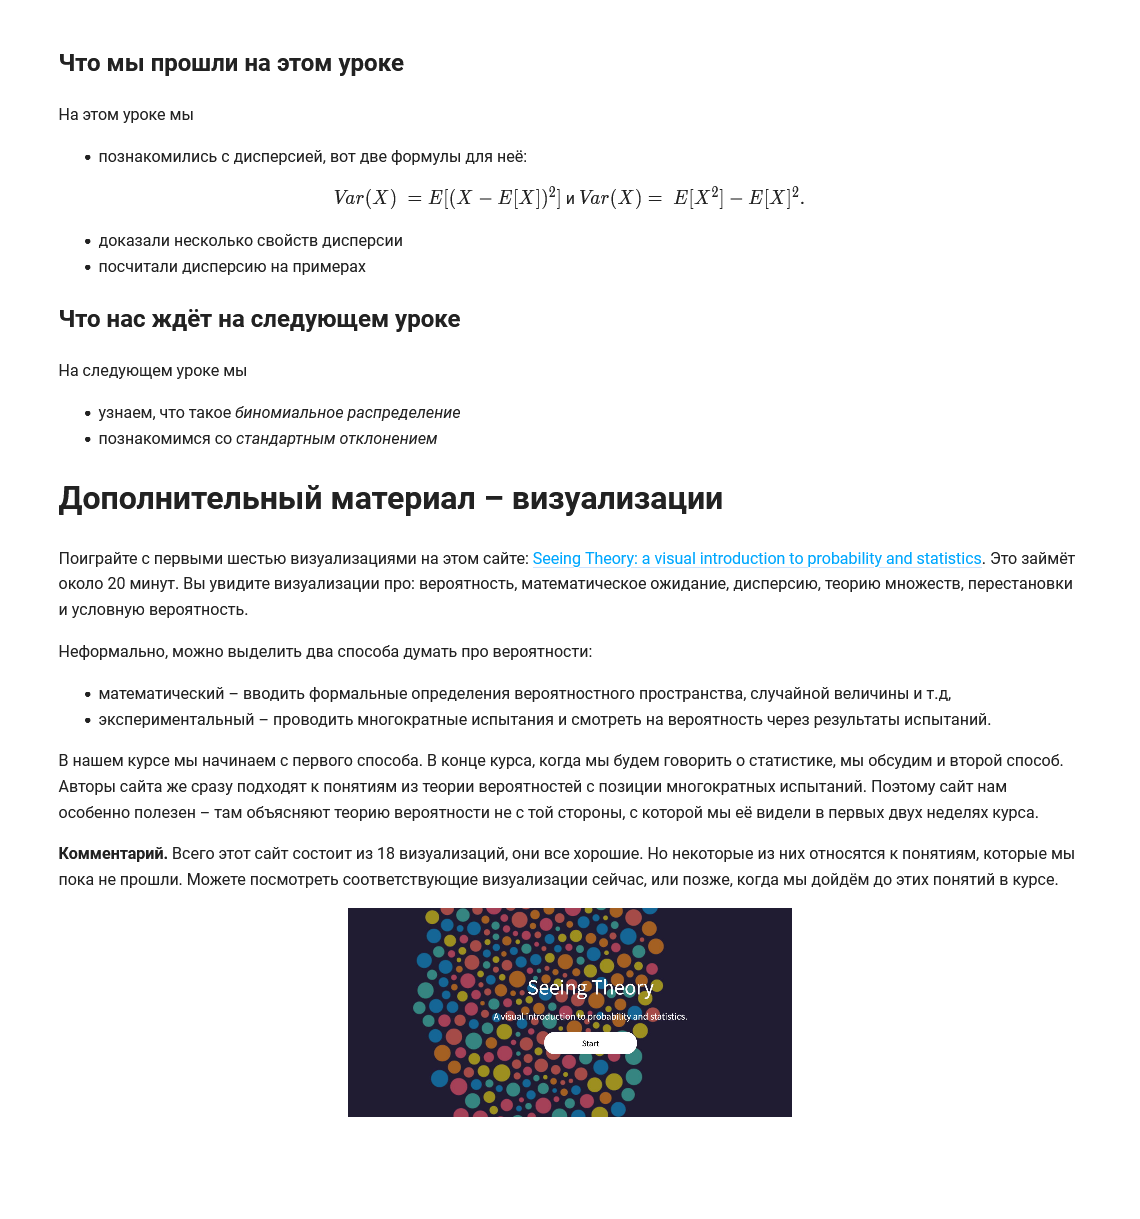 Что мы прошли на этом уроке
На этом уроке мы
• познакомились с дисперсией, вот две формулы для неё:
Var(X) = E[(X − E[X])²] и Var(X) = E[X²] − E[X]².
• доказали несколько свойств дисперсии
• посчитали дисперсию на примерах
Что нас ждёт на следующем уроке
На следующем уроке мы
• узнаем, что такое биномиальное распределение
• познакомимся со стандартным отклонением
Дополнительный материал – визуализации
Поиграйте с первыми шестью визуализациями на этом сайте: Seeing Theory: a visual introduction to probability and statistics. Это займёт
около 20 минут. Вы увидите визуализации про: вероятность, математическое ожидание, дисперсию, теорию множеств, перестановки
и условную вероятность.
Неформально, можно выделить два способа думать про вероятности:
• математический – вводить формальные определения вероятностного пространства, случайной величины и т.д,
• экспериментальный – проводить многократные испытания и смотреть на вероятность через результаты испытаний.
В нашем курсе мы начинаем с первого способа. В конце курса, когда мы будем говорить о статистике, мы обсудим и второй способ.
Авторы сайта же сразу подходят к понятиям из теории вероятностей с позиции многократных испытаний. Поэтому сайт нам
особенно полезен – там объясняют теорию вероятности не с той стороны, с которой мы её видели в первых двух неделях курса.
Комментарий. Всего этот сайт состоит из 18 визуализаций, они все хорошие. Но некоторые из них относятся к понятиям, которые мы
пока не прошли. Можете посмотреть соответствующие визуализации сейчас, или позже, когда мы дойдём до этих понятий в курсе.
Seeing Theory
A visual introduction to probability and statistics.
Start